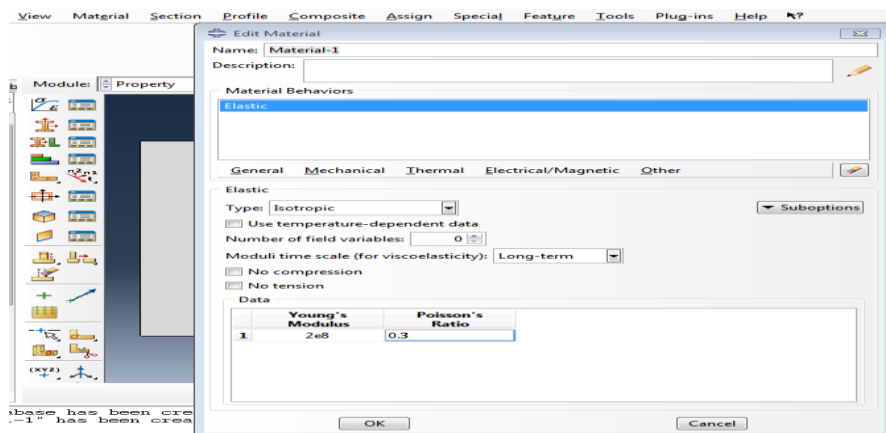 View Material Section Profile Composite Assign Special Feature Tools Plug-ins Help
Edit Material
Name: Material-1
Description:
Module: Property
Material Behaviors
Elastic
General Mechanical Thermal Electrical/Magnetic Other
Elastic
Type: Isotropic
Suboptions
Use temperature-dependent data
Number of field variables: 0
Moduli time scale (for viscoelasticity): Long-term
No compression
No tension
Data
Young's Modulus Poisson's Ratio
1 2e8 0.3
(XYZ)
abase has been cre
-1" has been crea
OK Cancel